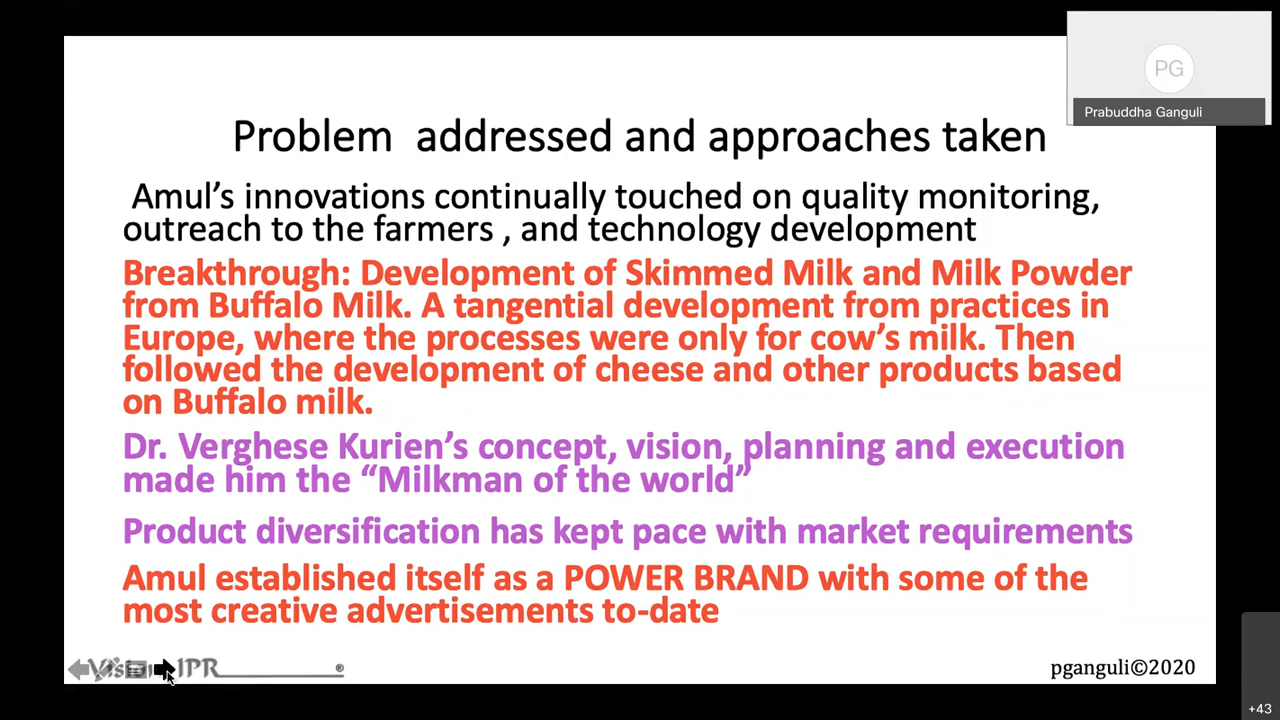 PG
Prabuddha Ganguli
Problem addressed and approaches taken
Amul’s innovations continually touched on quality monitoring,
outreach to the farmers , and technology development
Breakthrough: Development of Skimmed Milk and Milk Powder
from Buffalo Milk. A tangential development from practices in
Europe, where the processes were only for cow’s milk. Then
followed the development of cheese and other products based
on Buffalo milk.
Dr. Verghese Kurien’s concept, vision, planning and execution
made him the “Milkman of the world”
Product diversification has kept pace with market requirements
Amul established itself as a POWER BRAND with some of the
most creative advertisements to-date
IPR ®
pganguli©2020
+43